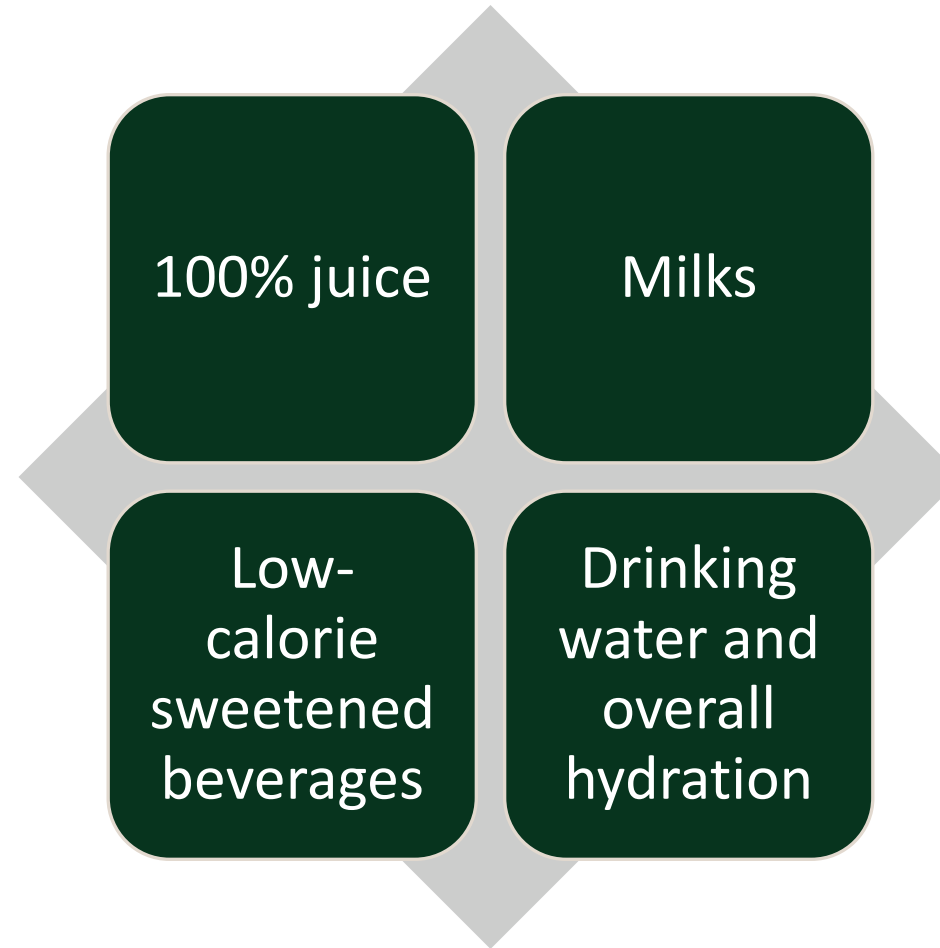 100% juice
Milks
Low-
calorie
sweetened
beverages
Drinking
water and
overall
hydration